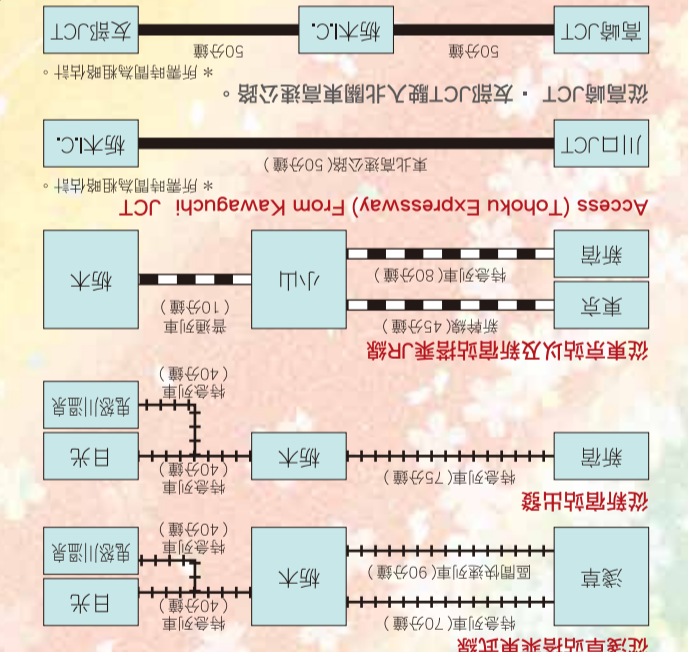 從淺草站搭乘東武線
特急列車(70分鐘)
特急列車
(40分鐘)
淺草
栃木
日光
區間快速列車(90分鐘)
特急列車
(40分鐘)
鬼怒川溫泉
從新宿站出發
特急列車(75分鐘)
特急列車
(40分鐘)
新宿
栃木
日光
特急列車
(40分鐘)
鬼怒川溫泉
從東京站以及新宿站搭乘JR線
新幹線(45分鐘)
普通列車
(10分鐘)
東京
小山
栃木
特急列車(80分鐘)
新宿
Access (Tohoku Expressway) From Kawaguchi JCT
＊所需時間為粗略估計。
東北高速公路(50分鐘)
川口JCT
栃木I.C.
從高崎JCT ・ 友部JCT駛入北關東高速公路。
＊所需時間為粗略估計。
50分鐘
50分鐘
高崎JCT
栃木I.C.
友部JCT